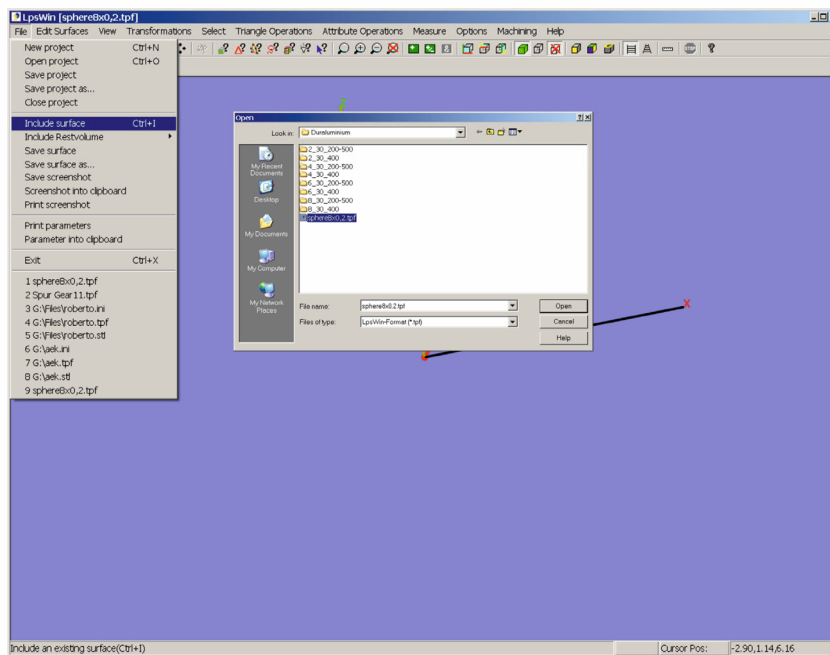 LpsWin [sphere8x0,2.tpf]
File Edit Surfaces View Transformations Select Triangle Operations Attribute Operations Measure Options Machining Help
New project Ctrl+N
Open project Ctrl+O
Save project
Save project as...
Close project
Include surface Ctrl+I
Include Restvolume
Save surface
Save surface as...
Save screenshot
Screenshot into clipboard
Print screenshot
Print parameters
Parameter into clipboard
Exit Ctrl+X
1 sphere8x0,2.tpf
2 Spur Gear11.tpf
3 G:\Files\roberto.ini
4 G:\Files\roberto.tpf
5 G:\Files\roberto.stl
6 G:\aek.ini
7 G:\aek.tpf
8 G:\aek.stl
9 sphere8x0,2.tpf
Open
Look in: Duraluminium
My Recent
Documents
Desktop
My Documents
My Computer
My Network
Places
2_30_200-500
2_30_400
4_30_200-500
4_30_400
6_30_200-500
6_30_400
8_30_200-500
8_30_400
sphere8x0,2.tpf
File name: sphere8x0,2.tpf Open
Files of type: LpsWin-Format (*.tpf) Cancel
Help
X
Include an existing surface(Ctrl+I) Cursor Pos: -2.90,1.14,6.16